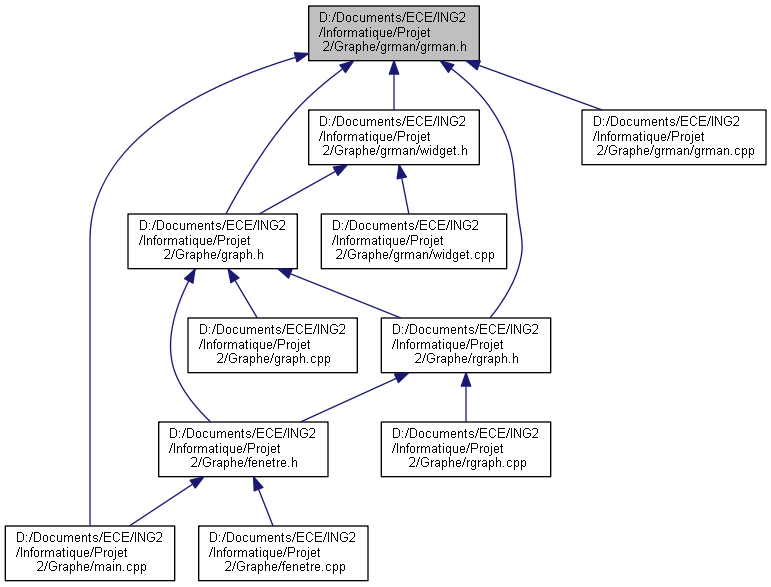 D:/Documents/ECE/ING2
/Informatique/Projet
2/Graphe/grman/grman.h
D:/Documents/ECE/ING2
/Informatique/Projet
2/Graphe/grman/widget.h
D:/Documents/ECE/ING2
/Informatique/Projet
2/Graphe/grman/grman.cpp
D:/Documents/ECE/ING2
/Informatique/Projet
2/Graphe/graph.h
D:/Documents/ECE/ING2
/Informatique/Projet
2/Graphe/grman/widget.cpp
D:/Documents/ECE/ING2
/Informatique/Projet
2/Graphe/graph.cpp
D:/Documents/ECE/ING2
/Informatique/Projet
2/Graphe/rgraph.h
D:/Documents/ECE/ING2
/Informatique/Projet
2/Graphe/fenetre.h
D:/Documents/ECE/ING2
/Informatique/Projet
2/Graphe/rgraph.cpp
D:/Documents/ECE/ING2
/Informatique/Projet
2/Graphe/main.cpp
D:/Documents/ECE/ING2
/Informatique/Projet
2/Graphe/fenetre.cpp